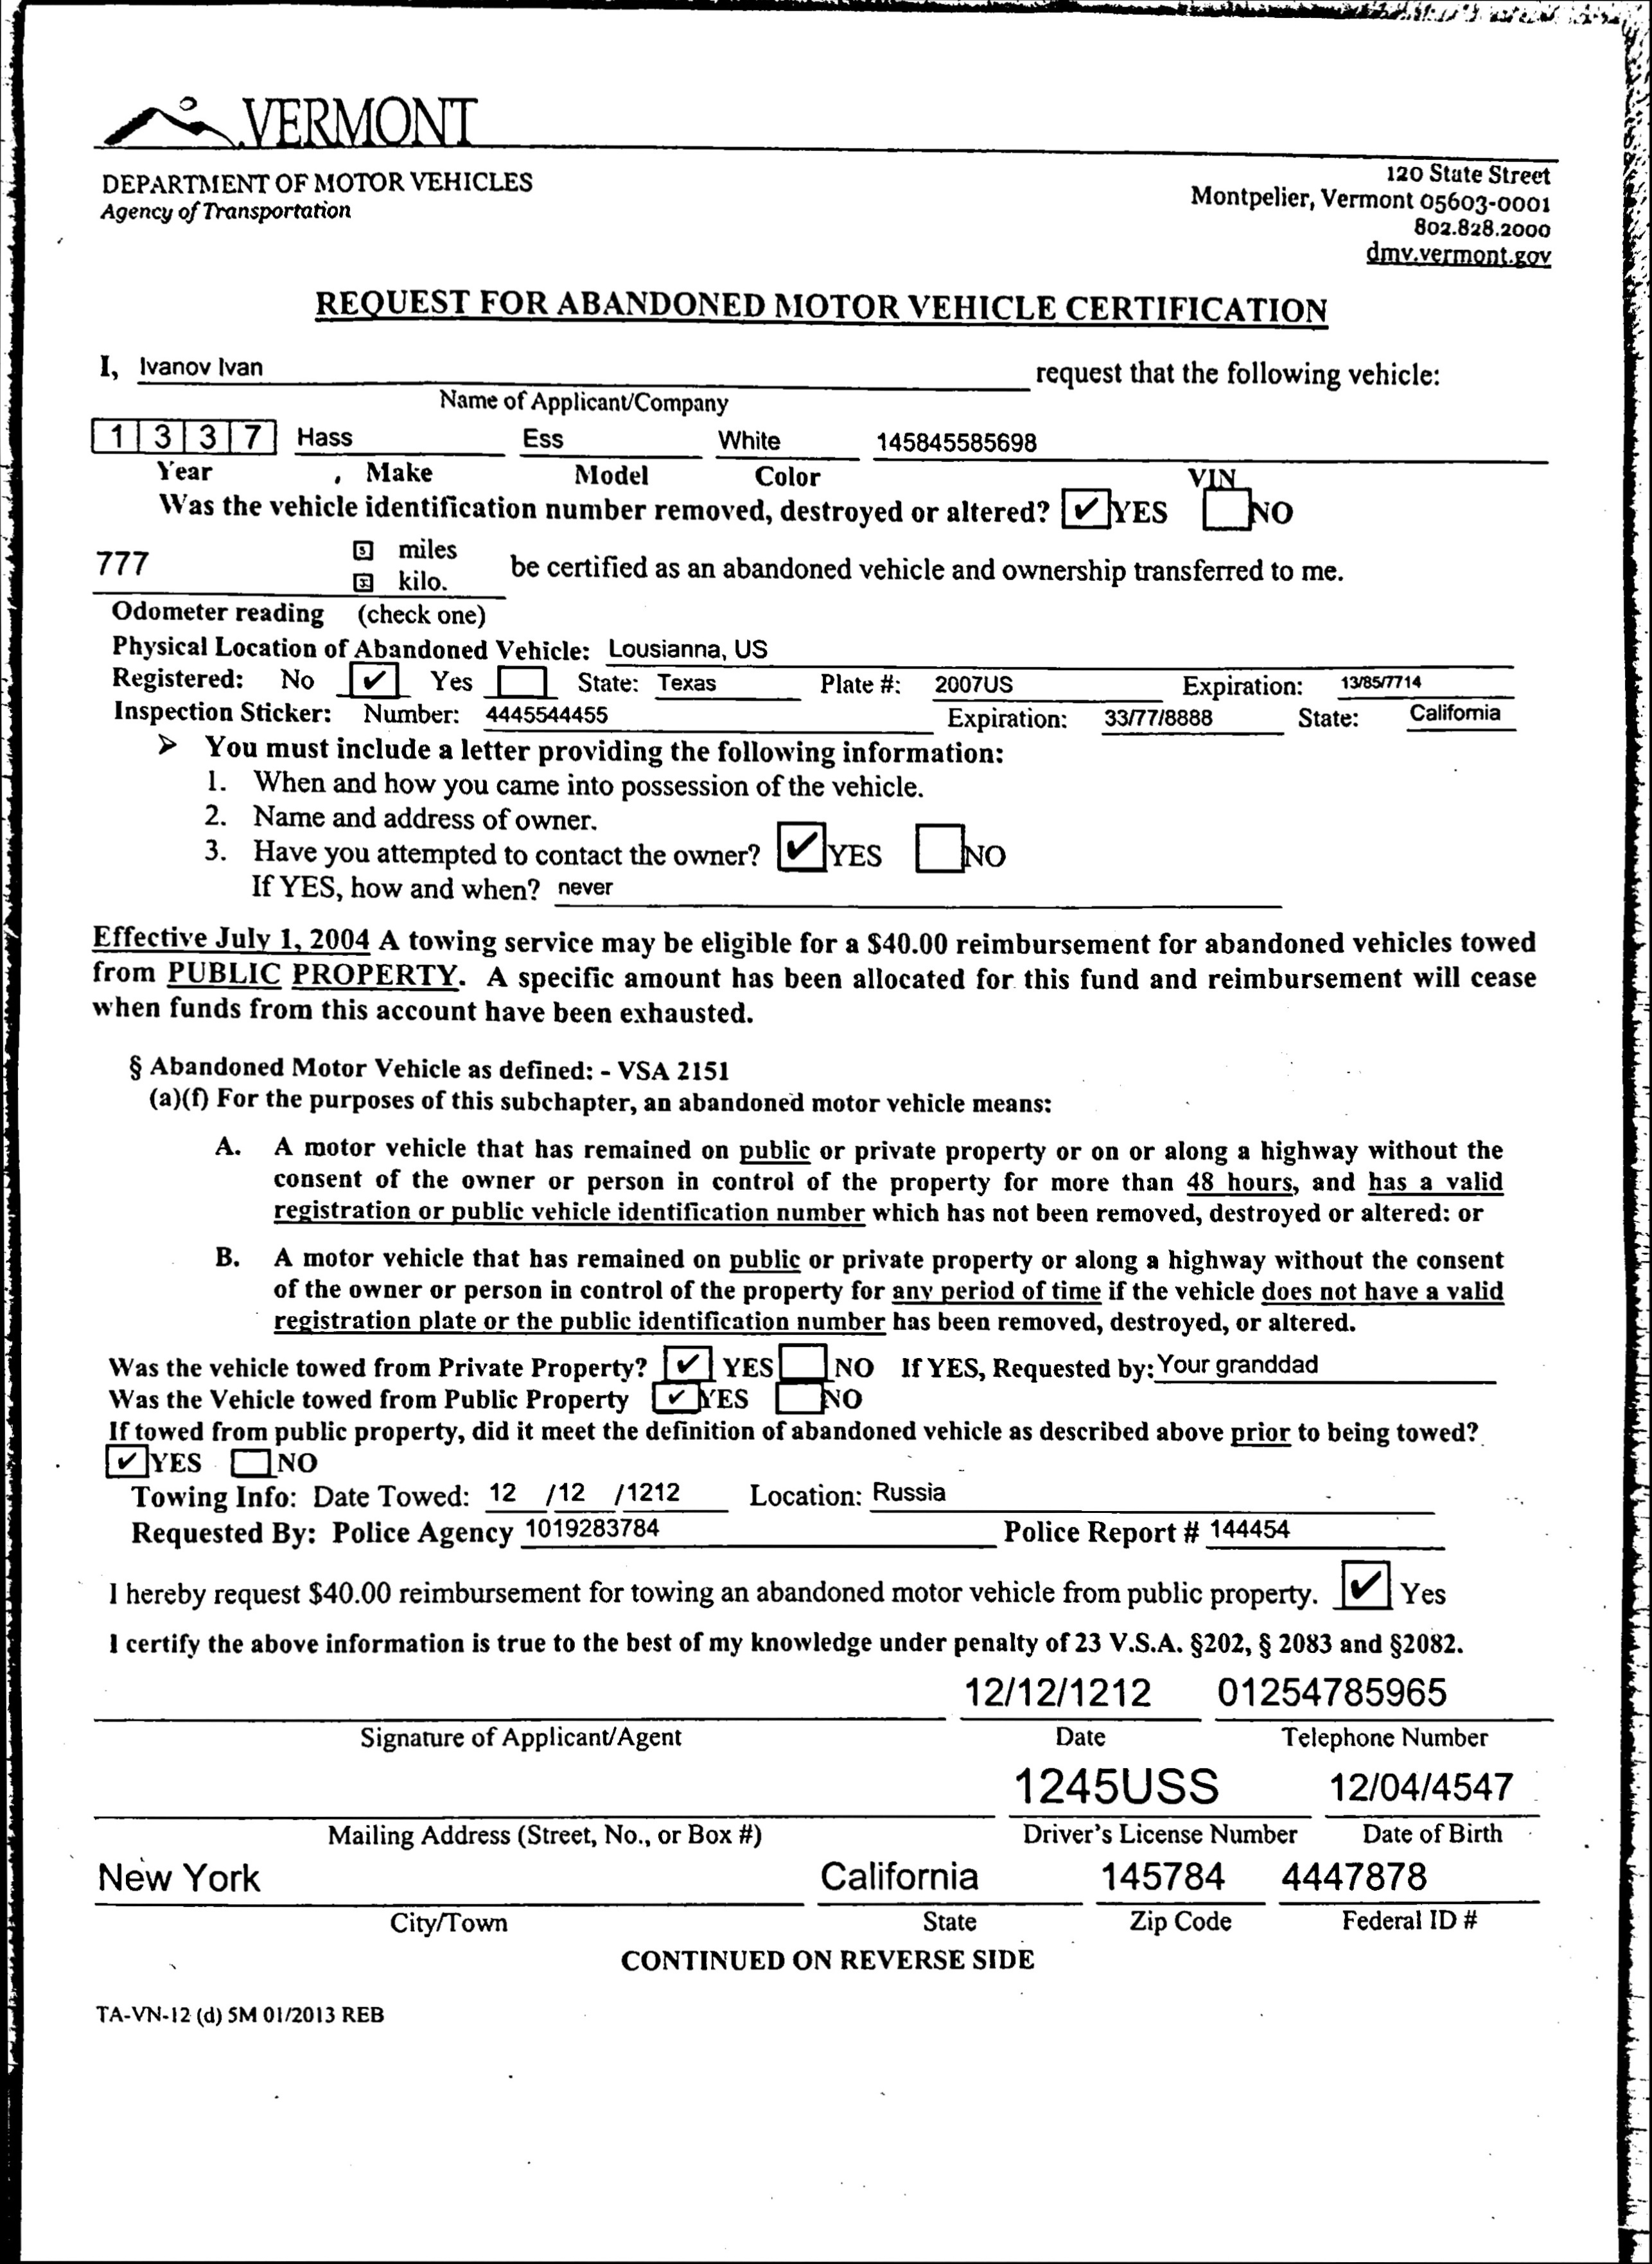 VERMONT
DEPARTMENT OF MOTOR VEHICLES
Agency of Transportation
120 State Street
Montpelier, Vermont 05603-0001
802.828.2000
dmv.vermont.gov
REQUEST FOR ABANDONED MOTOR VEHICLE CERTIFICATION
I, Ivanov Ivan request that the following vehicle:
Name of Applicant/Company
1 3 3 7 Hass Ess White 145845585698
Year , Make Model Color VIN
Was the vehicle identification number removed, destroyed or altered? ✔ YES NO
777 miles
kilo. be certified as an abandoned vehicle and ownership transferred to me.
Odometer reading (check one)
Physical Location of Abandoned Vehicle: Lousianna, US
Registered: No ✔ Yes State: Texas Plate #: 2007US Expiration: 13/85/7714
Inspection Sticker: Number: 4445544455 Expiration: 33/77/8888 State: California
➢ You must include a letter providing the following information:
1. When and how you came into possession of the vehicle.
2. Name and address of owner.
3. Have you attempted to contact the owner? ✔ YES NO
If YES, how and when? never
Effective July 1, 2004 A towing service may be eligible for a $40.00 reimbursement for abandoned vehicles towed
from PUBLIC PROPERTY. A specific amount has been allocated for this fund and reimbursement will cease
when funds from this account have been exhausted.
§ Abandoned Motor Vehicle as defined: - VSA 2151
(a)(f) For the purposes of this subchapter, an abandoned motor vehicle means:
A. A motor vehicle that has remained on public or private property or on or along a highway without the
consent of the owner or person in control of the property for more than 48 hours, and has a valid
registration or public vehicle identification number which has not been removed, destroyed or altered: or
B. A motor vehicle that has remained on public or private property or along a highway without the consent
of the owner or person in control of the property for any period of time if the vehicle does not have a valid
registration plate or the public identification number has been removed, destroyed, or altered.
Was the vehicle towed from Private Property? ✔ YES NO If YES, Requested by: Your granddad
Was the Vehicle towed from Public Property ✔ YES NO
If towed from public property, did it meet the definition of abandoned vehicle as described above prior to being towed?
✔ YES NO
Towing Info: Date Towed: 12 /12 /1212 Location: Russia
Requested By: Police Agency 1019283784 Police Report # 144454
I hereby request $40.00 reimbursement for towing an abandoned motor vehicle from public property. ✔ Yes
I certify the above information is true to the best of my knowledge under penalty of 23 V.S.A. §202, § 2083 and §2082.
12/12/1212 01254785965
Signature of Applicant/Agent Date Telephone Number
1245USS 12/04/4547
Mailing Address (Street, No., or Box #) Driver's License Number Date of Birth
New York California 145784 4447878
City/Town State Zip Code Federal ID #
CONTINUED ON REVERSE SIDE
TA-VN-12 (d) 5M 01/2013 REB